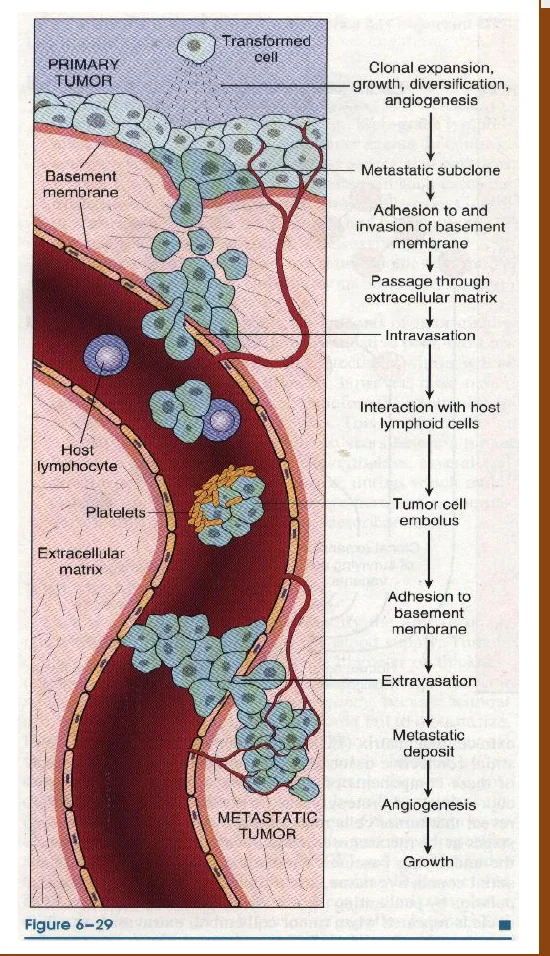 Transformed
cell
PRIMARY
TUMOR
Basement
membrane
Host
lymphocyte
Platelets
Extracellular
matrix
METASTATIC
TUMOR
Clonal expansion,
growth, diversification,
angiogenesis
Metastatic subclone
Adhesion to and
invasion of basement
membrane
Passage through
extracellular matrix
Intravasation
Interaction with host
lymphoid cells
Tumor cell
embolus
Adhesion to
basement
membrane
Extravasation
Metastatic
deposit
Angiogenesis
Growth
Figure 6–29